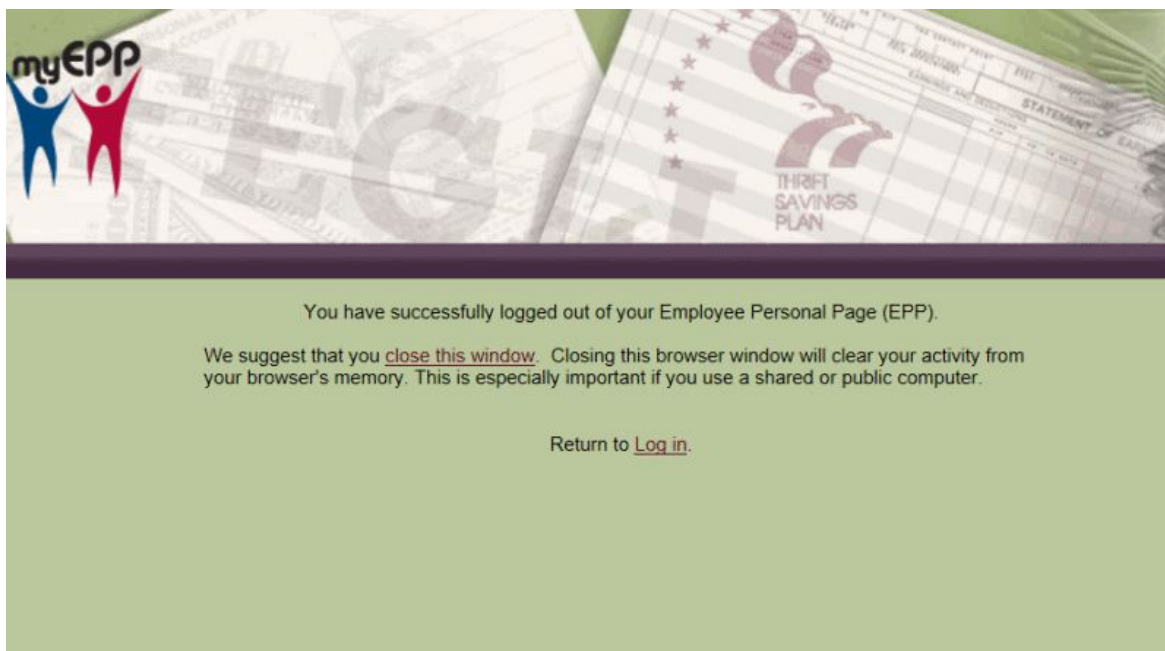 myEPP
THRIFT
SAVINGS
PLAN
STATEMENT OF
You have successfully logged out of your Employee Personal Page (EPP).
We suggest that you close this window. Closing this browser window will clear your activity from
your browser's memory. This is especially important if you use a shared or public computer.
Return to Log in.